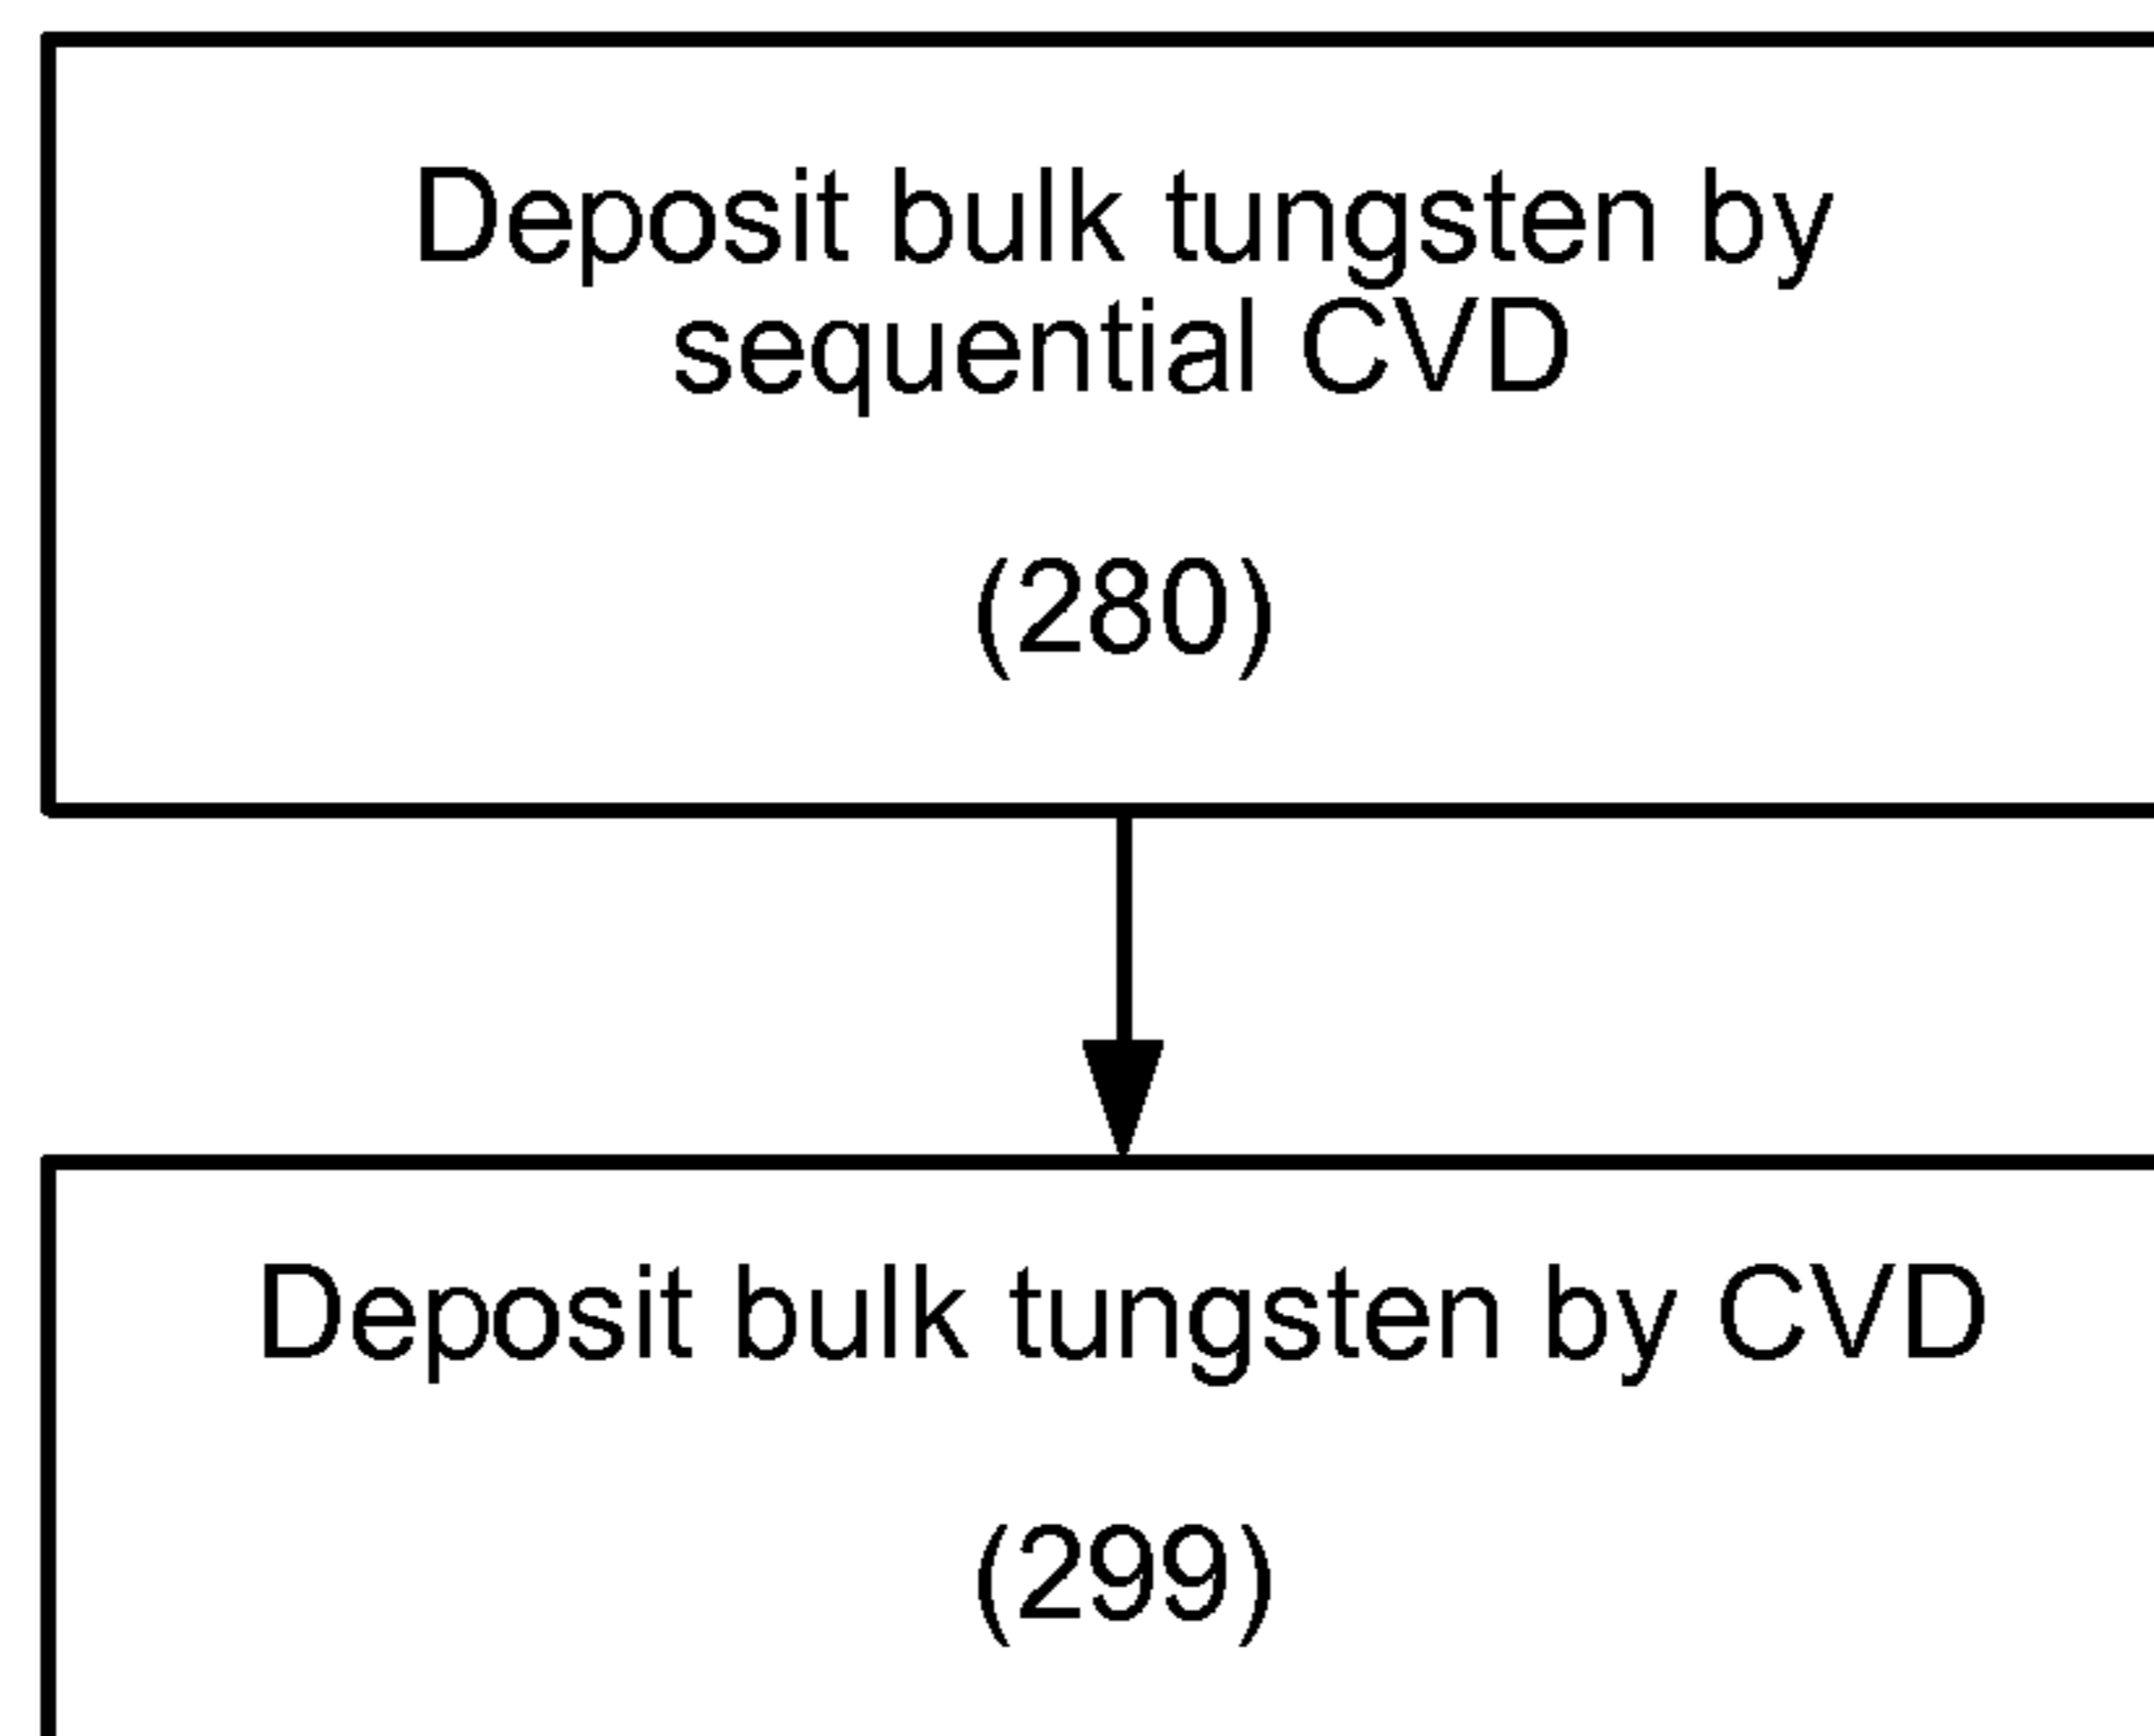 Deposit bulk tungsten by
sequential CVD
(280)
Deposit bulk tungsten by CVD
(299)